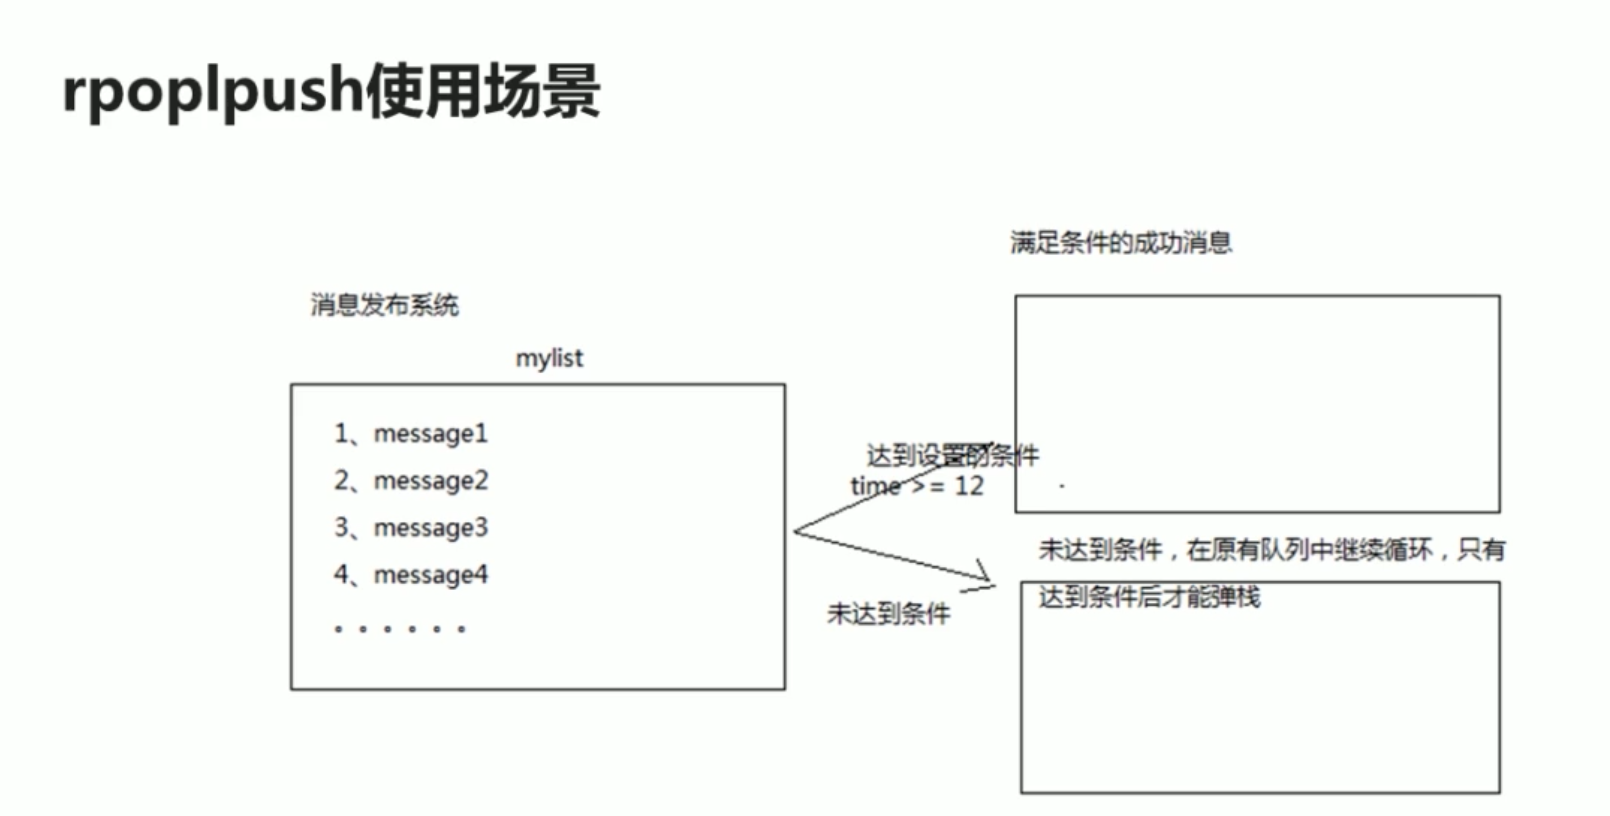 rpoplpush使用场景
消息发布系统
mylist
1、message1
2、message2
3、message3
4、message4
。。。。。。
达到设置的条件
time >= 12
未达到条件
满足条件的成功消息
未达到条件，在原有队列中继续循环，只有
达到条件后才能弹栈